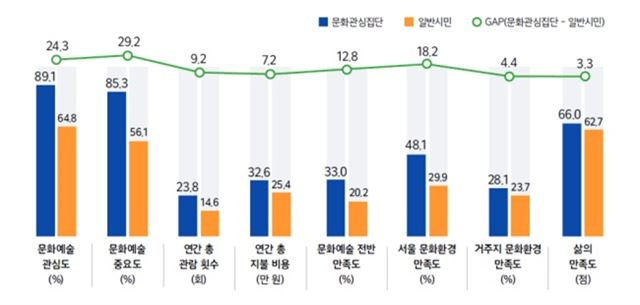 문화관심집단 일반시민 GAP(문화관심집단 - 일반시민)
24.3 29.2 9.2 7.2 12.8 18.2 4.4 3.3
89.1 64.8 85.3 56.1 23.8 14.6 32.6 25.4 33.0 20.2 48.1 29.9 28.1 23.7 66.0 62.7
문화예술 문화예술 연간 총 연간 총 문화예술 전반 서울 문화환경 거주지 문화환경 삶의
관심도 중요도 관람 횟수 지불 비용 만족도 만족도 만족도 만족도
(%) (%) (회) (만 원) (%) (%) (%) (점)